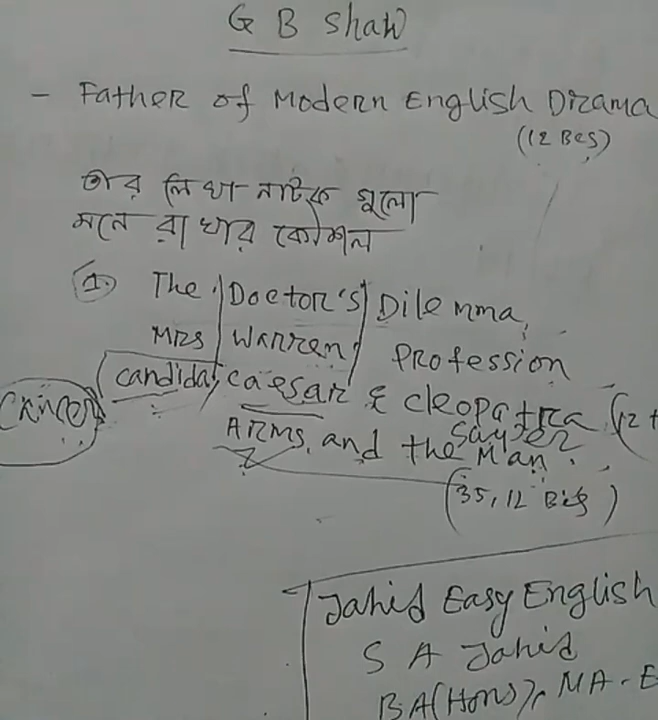 G B Shaw
- Father of Modern English Drama
(12 BCS)
তার লিখা নাটক গুলো
মনে রাখার কৌশল
1. The Doctor's Dilemma,
Mrs Warren's Profession
candida, caesar & cleopatra (12
Arms and the Man.
(35, 12 BCS)
Jahid Easy English
S A Jahid
B.A(Hons), MA - E